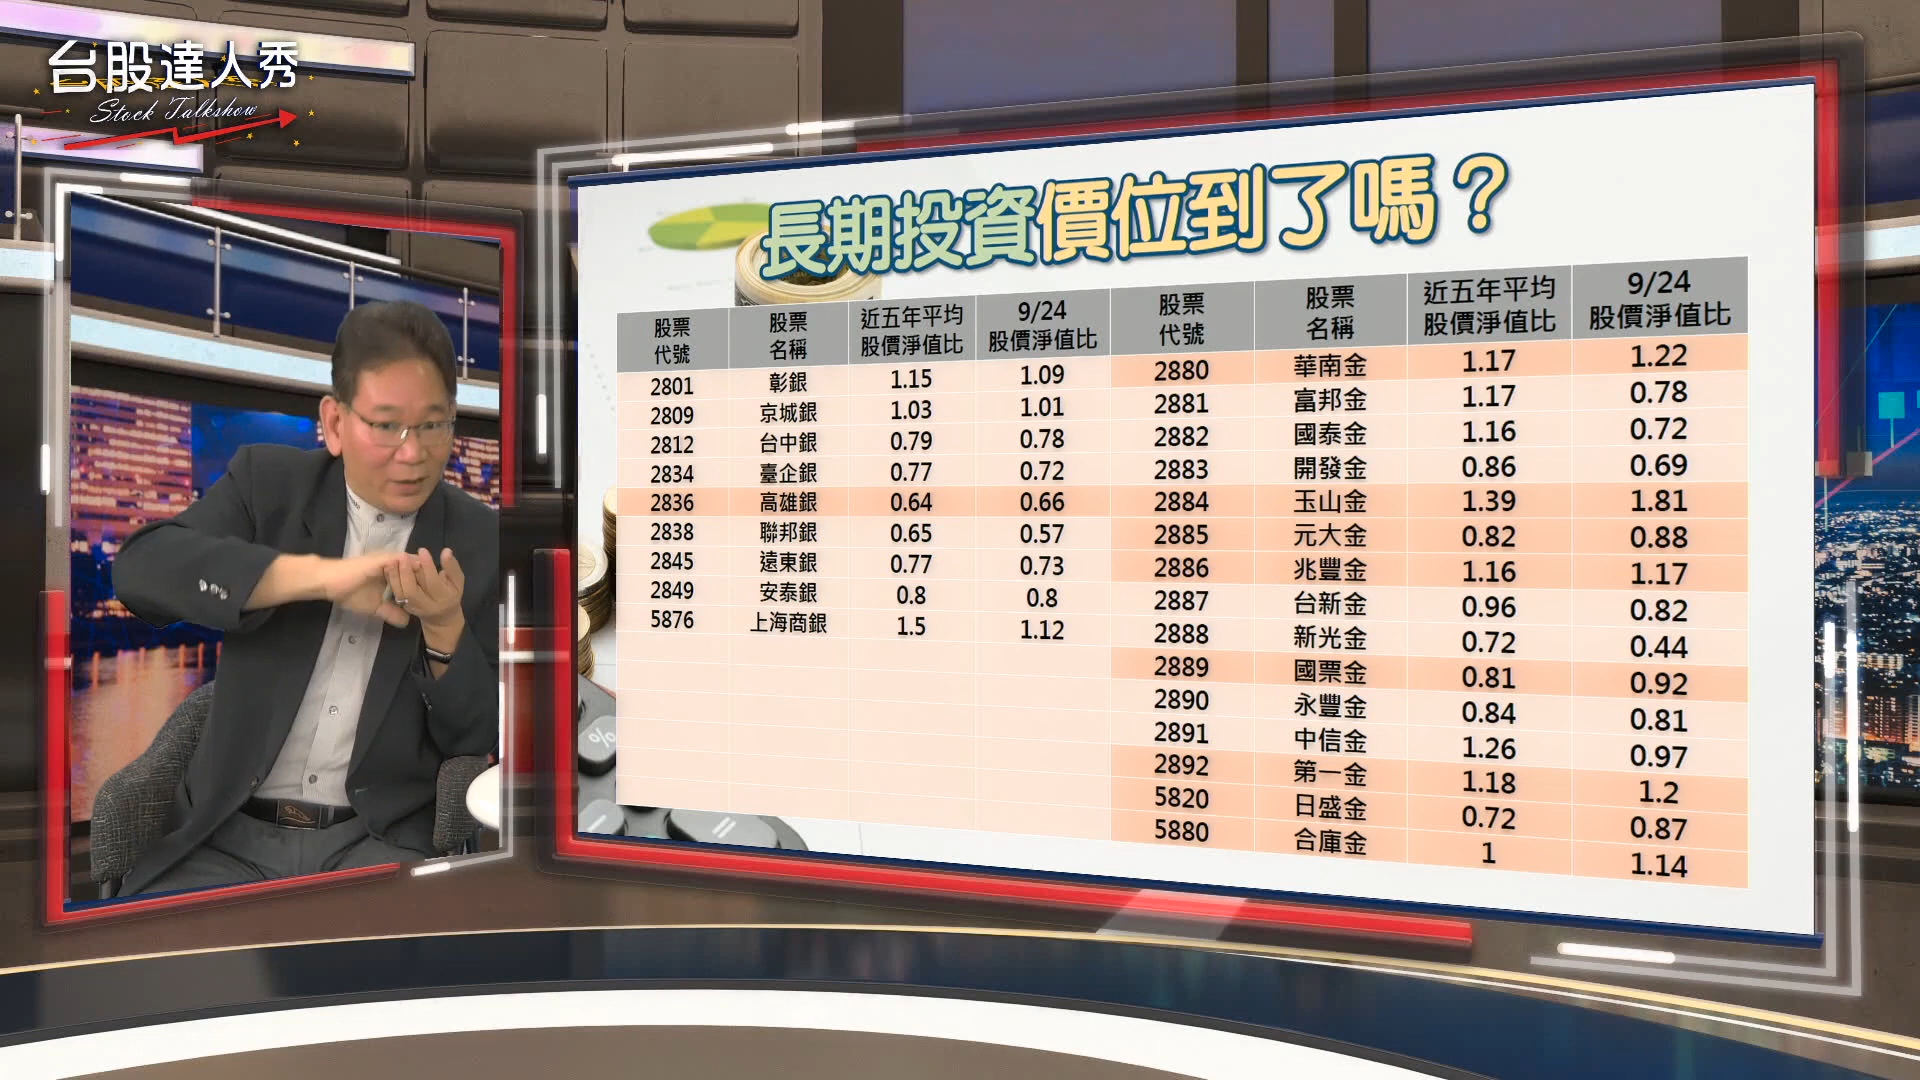 台股達人秀
Stock Talkshow
長期投資價位到了嗎？
股票代號 股票名稱 近五年平均股價淨值比 9/24股價淨值比 股票代號 股票名稱 近五年平均股價淨值比 9/24股價淨值比
2801 彰銀 1.15 1.09 2880 華南金 1.17 1.22
2809 京城銀 1.03 1.01 2881 富邦金 1.17 0.78
2812 台中銀 0.79 0.78 2882 國泰金 1.16 0.72
2834 臺企銀 0.77 0.72 2883 開發金 0.86 0.69
2836 高雄銀 0.64 0.66 2884 玉山金 1.39 1.81
2838 聯邦銀 0.65 0.57 2885 元大金 0.82 0.88
2845 遠東銀 0.77 0.73 2886 兆豐金 1.16 1.17
2849 安泰銀 0.8 0.8 2887 台新金 0.96 0.82
5876 上海商銀 1.5 1.12 2888 新光金 0.72 0.44
2889 國票金 0.81 0.92
2890 永豐金 0.84 0.81
2891 中信金 1.26 0.97
2892 第一金 1.18 1.2
5820 日盛金 0.72 0.87
5880 合庫金 1 1.14